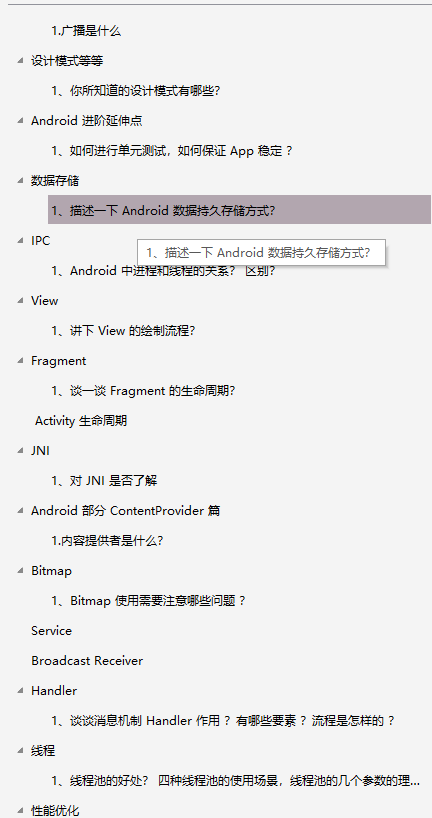 1.广播是什么
设计模式等等
1、你所知道的设计模式有哪些?
Android 进阶延伸点
1、如何进行单元测试，如何保证 App 稳定 ？
数据存储
1、描述一下 Android 数据持久存储方式?
IPC
1、描述一下 Android 数据持久存储方式?
1、Android 中进程和线程的关系？ 区别?
View
1、讲下 View 的绘制流程?
Fragment
1、谈一谈 Fragment 的生命周期?
Activity 生命周期
JNI
1、对 JNI 是否了解
Android 部分 ContentProvider 篇
1.内容提供者是什么?
Bitmap
1、Bitmap 使用需要注意哪些问题 ？
Service
Broadcast Receiver
Handler
1、谈谈消息机制 Handler 作用 ？有哪些要素 ？流程是怎样的 ？
线程
1、线程池的好处？ 四种线程池的使用场景，线程池的几个参数的理...
性能优化